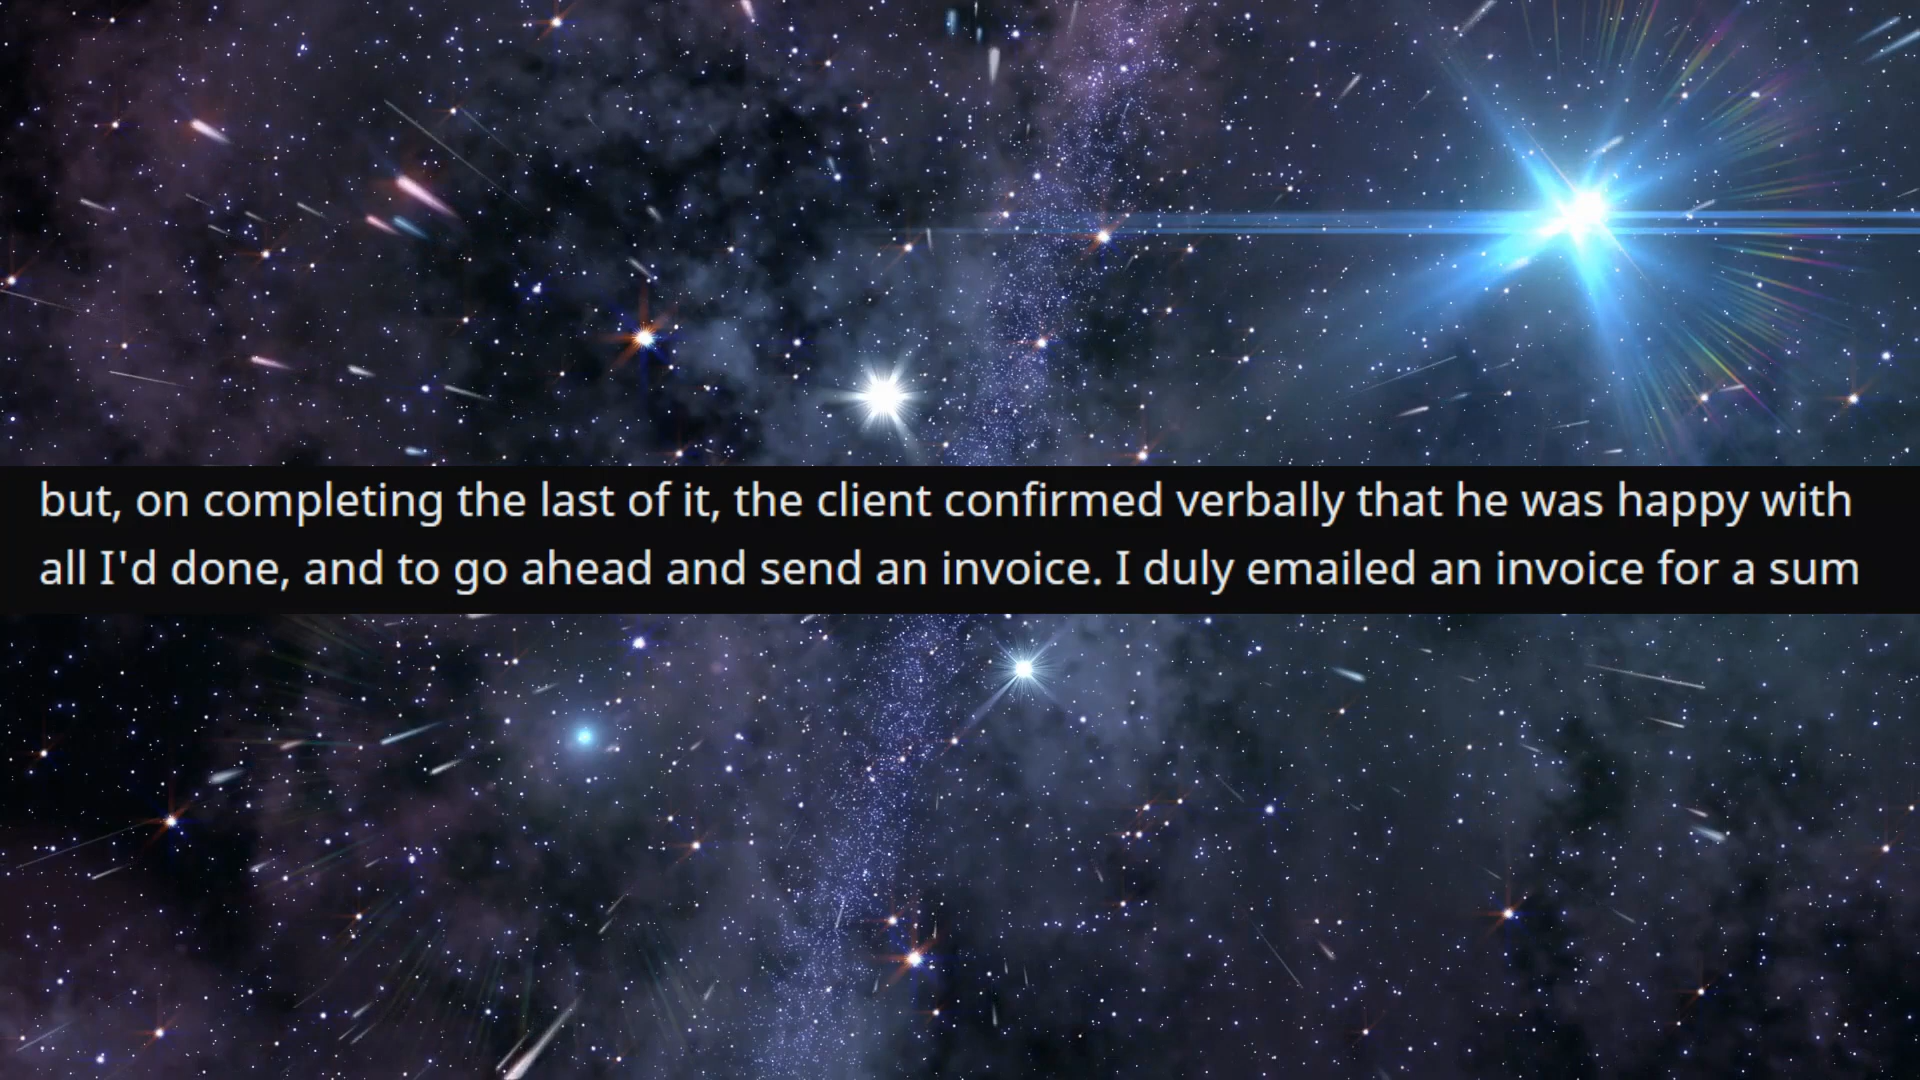 but, on completing the last of it, the client confirmed verbally that he was happy with
all I'd done, and to go ahead and send an invoice. I duly emailed an invoice for a sum